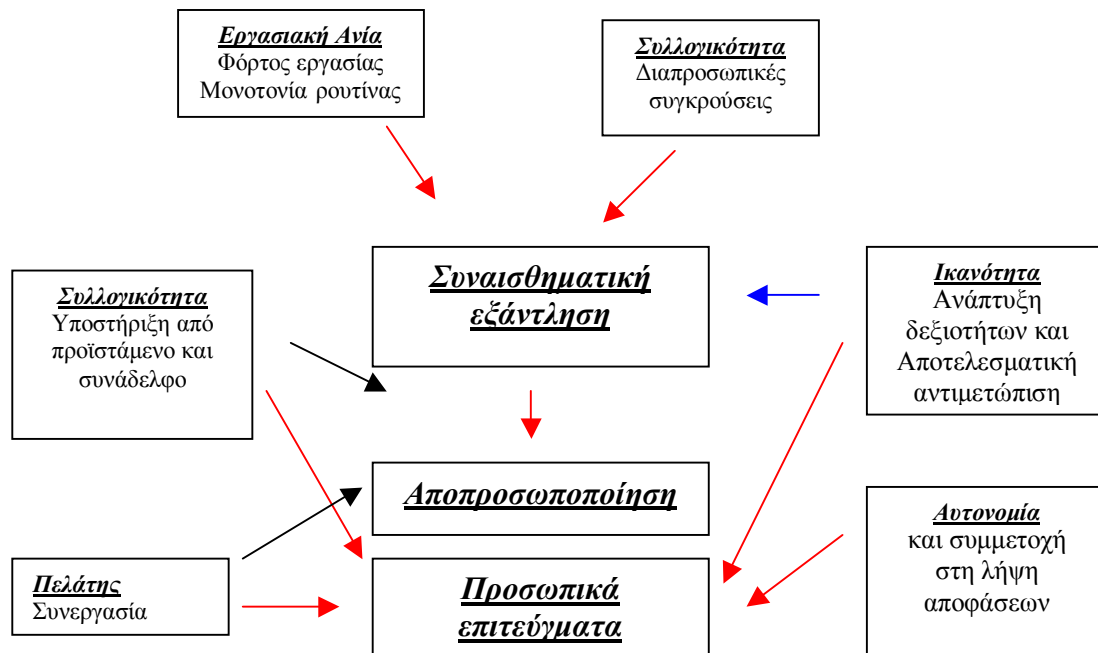 Εργασιακή Ανία
Φόρτος εργασίας
Μονοτονία ρουτίνας
Συλλογικότητα
Διαπροσωπικές
συγκρούσεις
Συλλογικότητα
Υποστήριξη από
προϊστάμενο και
συνάδελφο
Συναισθηματική
εξάντληση
Ικανότητα
Ανάπτυξη
δεξιοτήτων και
Αποτελεσματική
αντιμετώπιση
Αποπροσωποποίηση
Πελάτης
Συνεργασία
Προσωπικά
επιτεύγματα
Αυτονομία
και συμμετοχή
στη λήψη
αποφάσεων